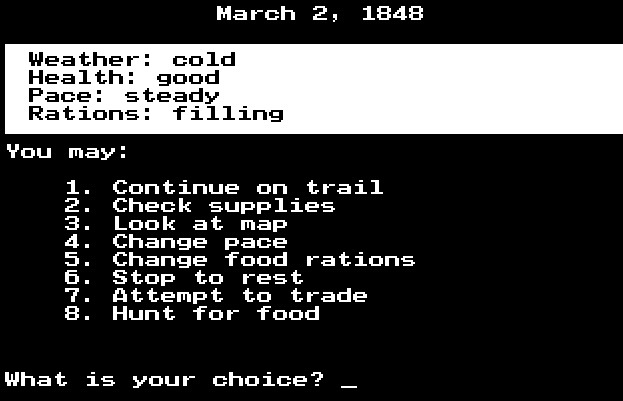 March 2, 1848
Weather: cold
Health: good
Pace: steady
Rations: filling
You may:
1. Continue on trail
2. Check supplies
3. Look at map
4. Change pace
5. Change food rations
6. Stop to rest
7. Attempt to trade
8. Hunt for food
What is your choice? _